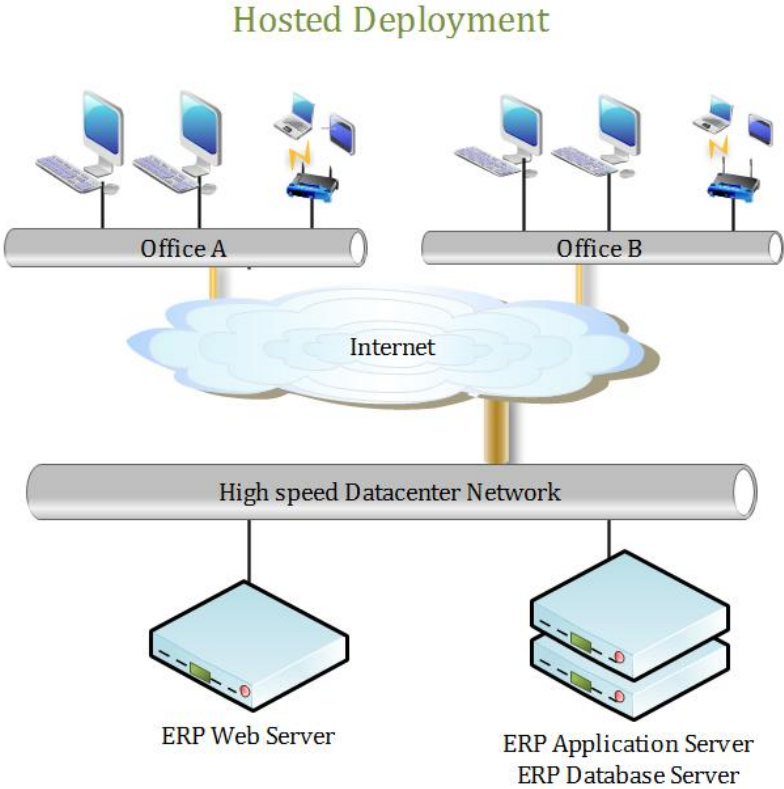 Hosted Deployment
Office A
Office B
Internet
High speed Datacenter Network
ERP Web Server
ERP Application Server
ERP Database Server